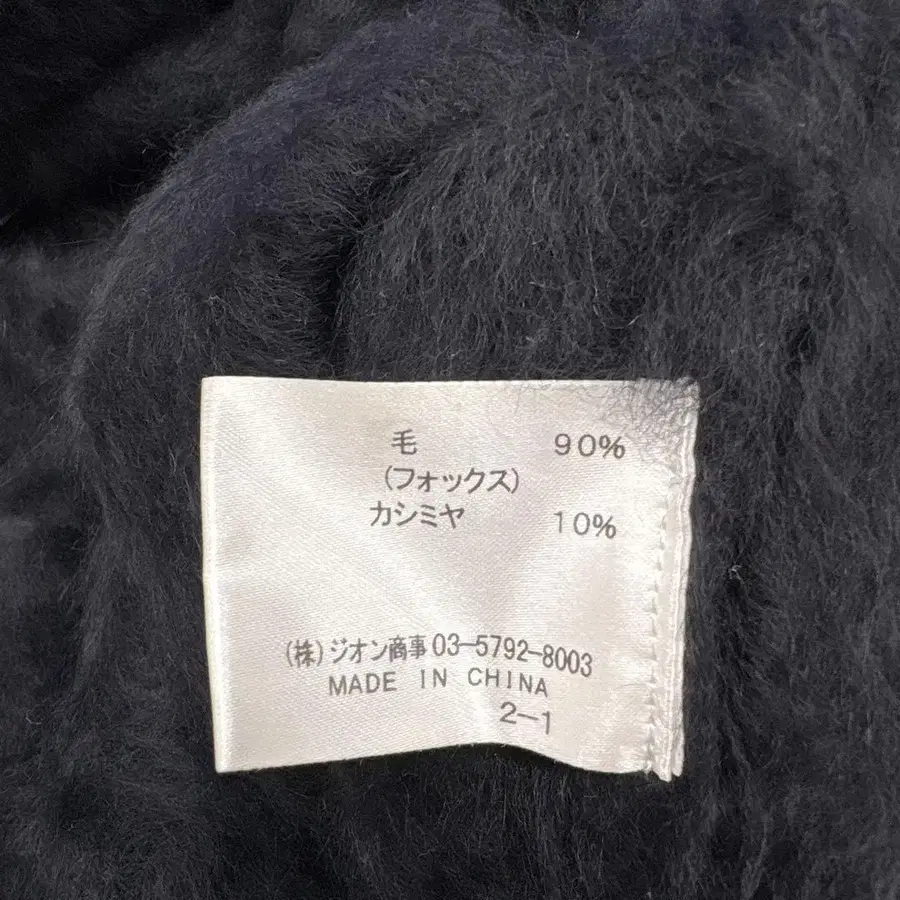 毛 90%
(フォックス)
カシミヤ 10%
(株)ジオン商事 03-5792-8003
MADE IN CHINA
2-1